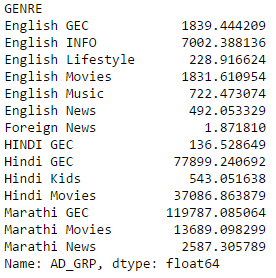 GENRE
English GEC 1839.444209
English INFO 7002.388136
English Lifestyle 228.916624
English Movies 1831.610954
English Music 722.473074
English News 492.053329
Foreign News 1.871810
HINDI GEC 136.528649
Hindi GEC 77899.240692
Hindi Kids 543.051638
Hindi Movies 37086.863879
Marathi GEC 119787.085064
Marathi Movies 13689.098299
Marathi News 2587.305789
Name: AD_GRP, dtype: float64